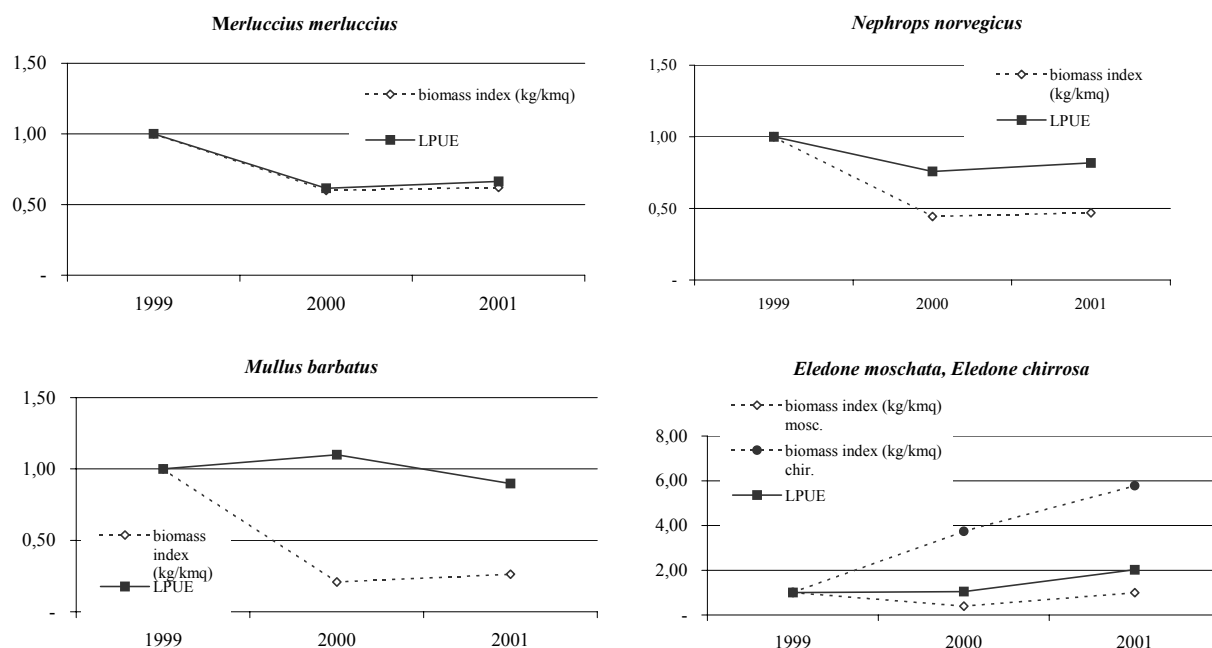 Merluccius merluccius
1,50
1,00
0,50
-
biomass index (kg/kmq)
LPUE
1999 2000 2001
Nephrops norvegicus
1,50
1,00
0,50
-
biomass index
(kg/kmq)
LPUE
1999 2000 2001
Mullus barbatus
1,50
1,00
0,50
-
biomass
index
(kg/kmq)
LPUE
1999 2000 2001
Eledone moschata, Eledone chirrosa
biomass index (kg/kmq)
mosc.
biomass index (kg/kmq)
chir.
LPUE
8,00
6,00
4,00
2,00
-
1999 2000 2001